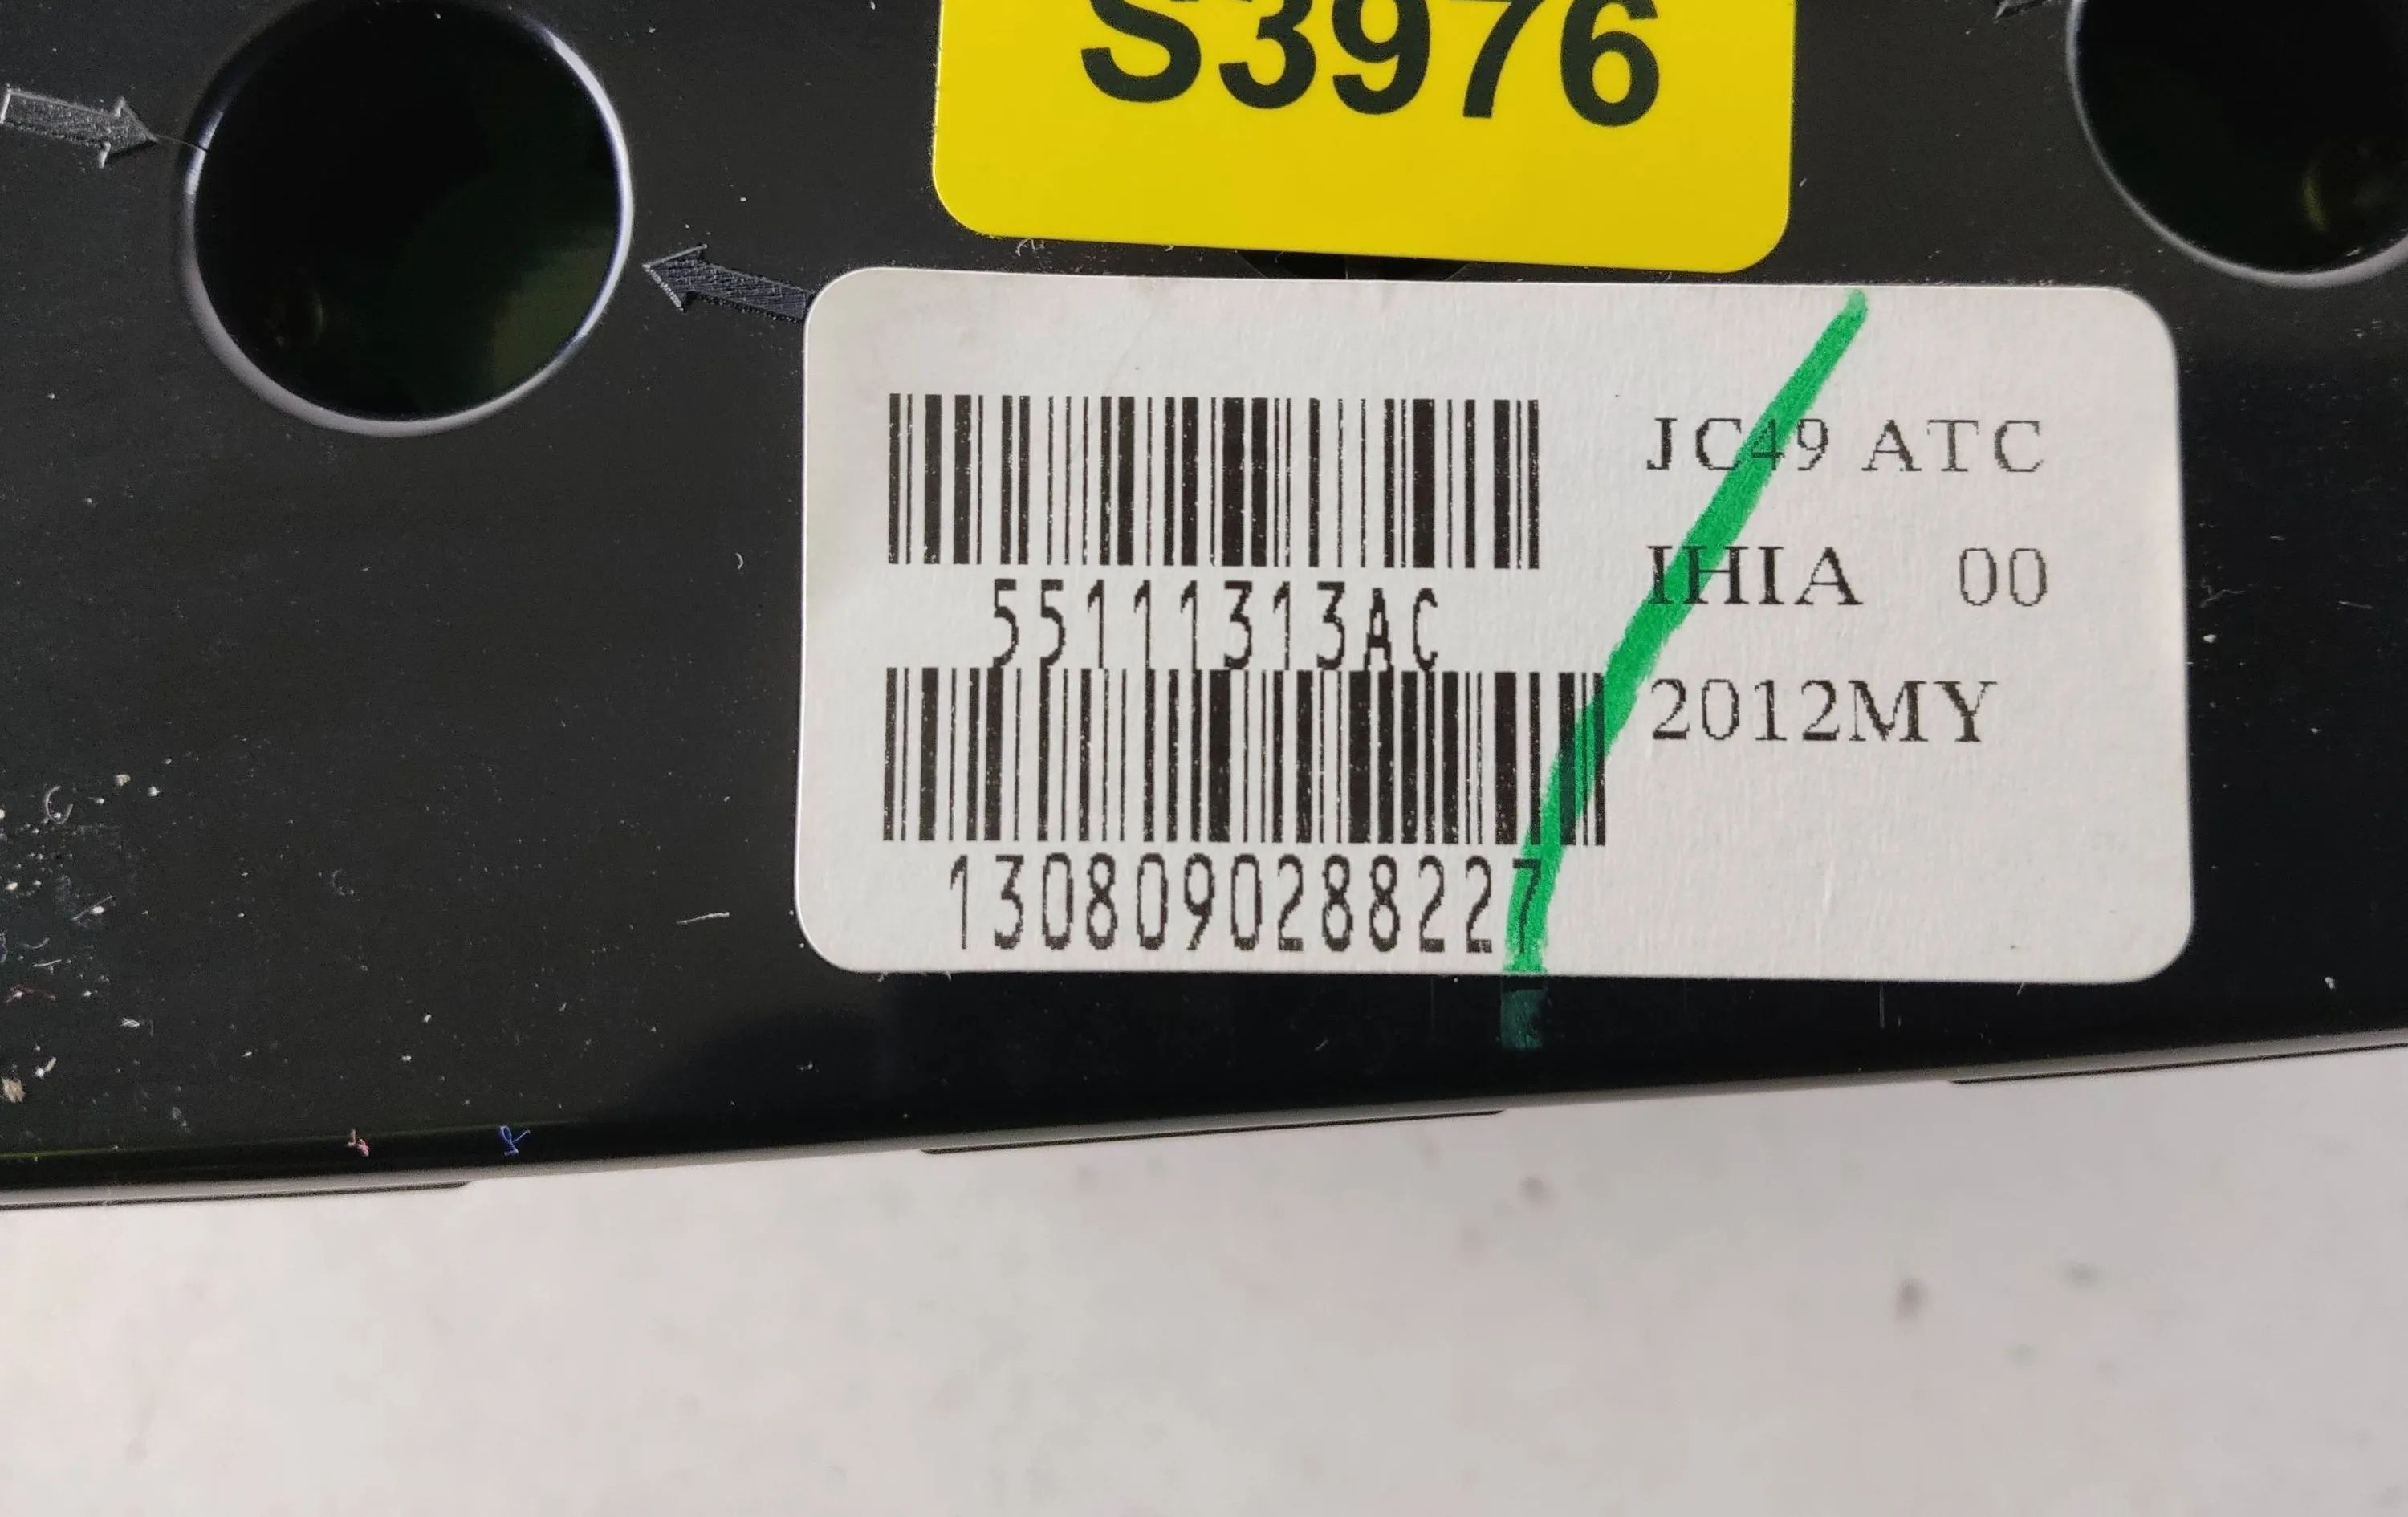 S3976
JC49 ATC
55111313AC
IHIA 00
2012MY
1308090288227